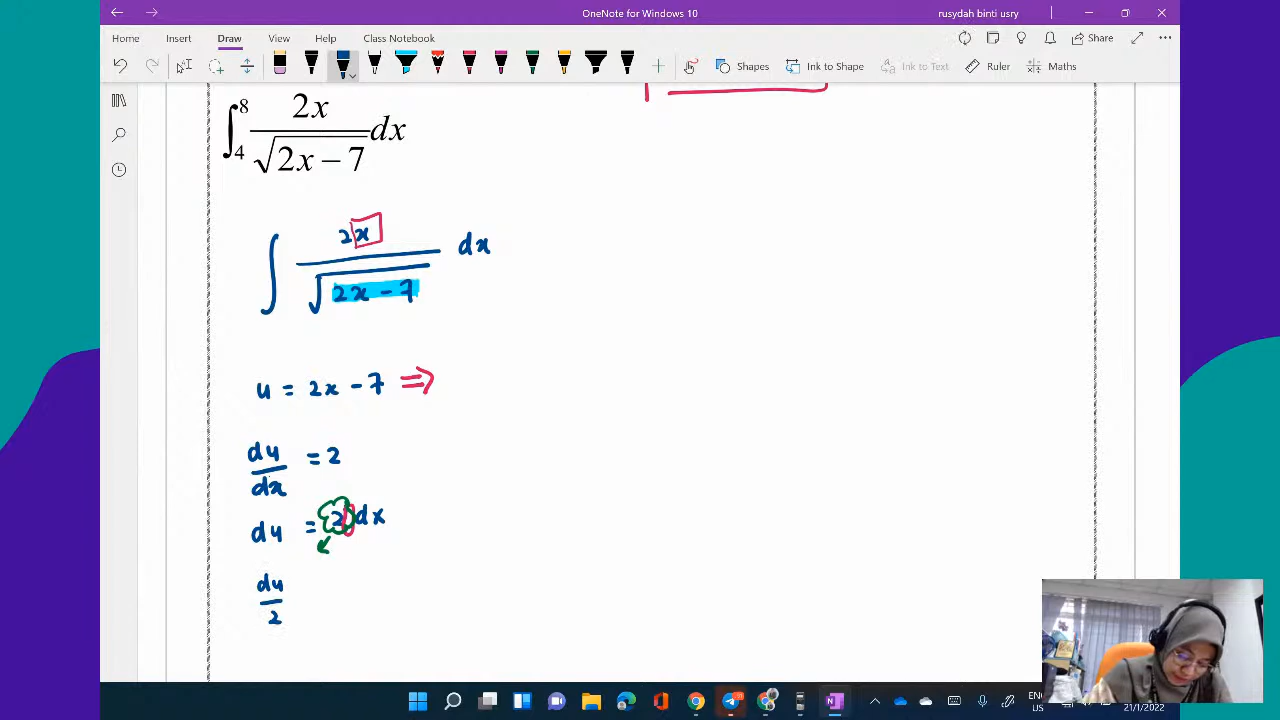 OneNote for Windows 10
rusydah binti usry
Home Insert Draw View Help Class Notebook
Share
Shapes Ink to Shape Ink to Text Ruler Maths
∫₄⁸ 2x/√(2x − 7) dx
∫ 2x/√(2x − 7) dx
u = 2x − 7 ⇒
du/dx = 2
du = 2 dx
du/2
21/1/2022